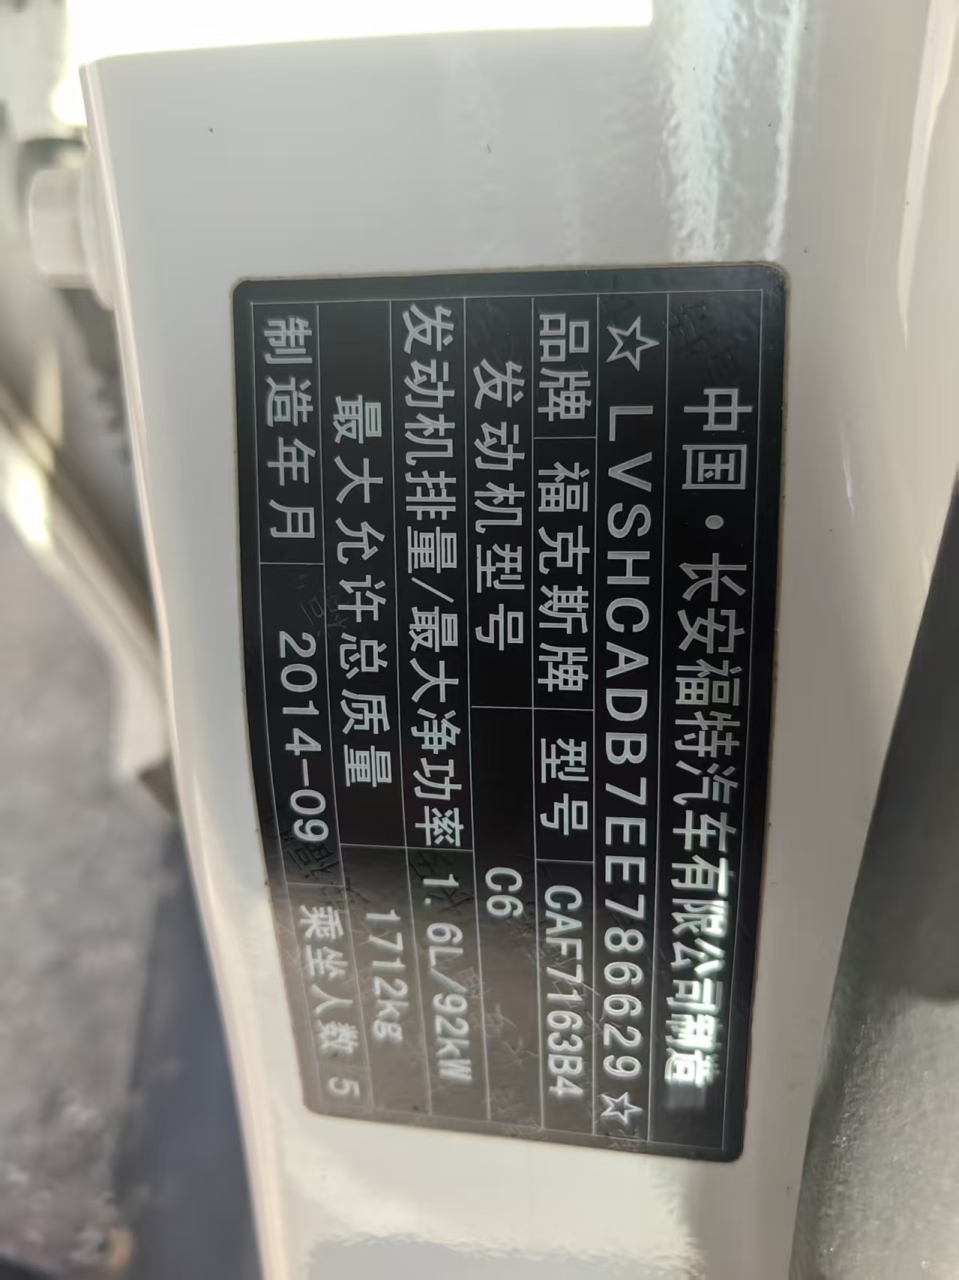 中国·长安福特汽车有限公司制造
☆LVSHCADB7EE786629☆
品牌 福克斯牌 型号 CAF7163B4
发动机型号 C6
发动机排量/最大净功率 1.6L/92kW
最大允许总质量 1712kg
制造年月 2014-09 乘坐人数 5